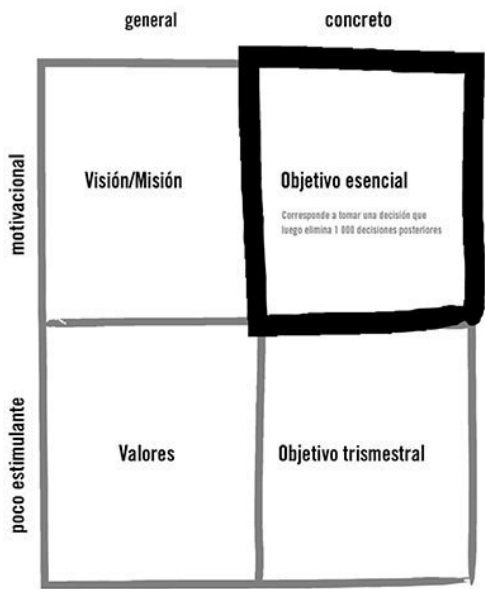 general
concreto
motivacional
Visión/Misión
Objetivo esencial
Corresponde a tomar una decisión que
luego elimina 1 000 decisiones posteriores
poco estimulante
Valores
Objetivo trismestral